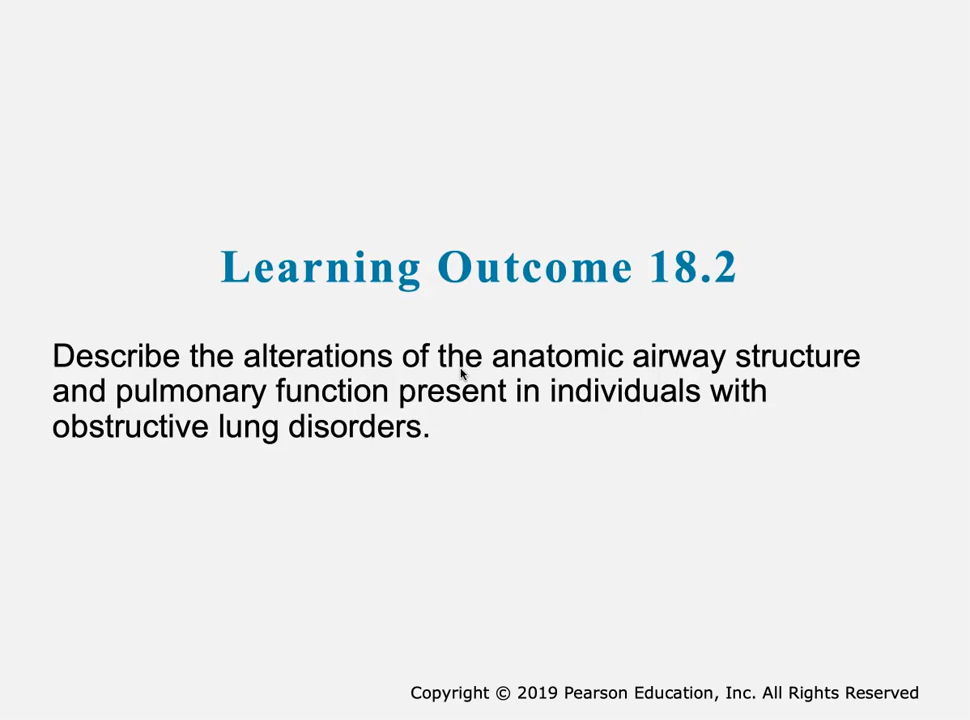 Learning Outcome 18.2
Describe the alterations of the anatomic airway structure
and pulmonary function present in individuals with
obstructive lung disorders.
Copyright © 2019 Pearson Education, Inc. All Rights Reserved